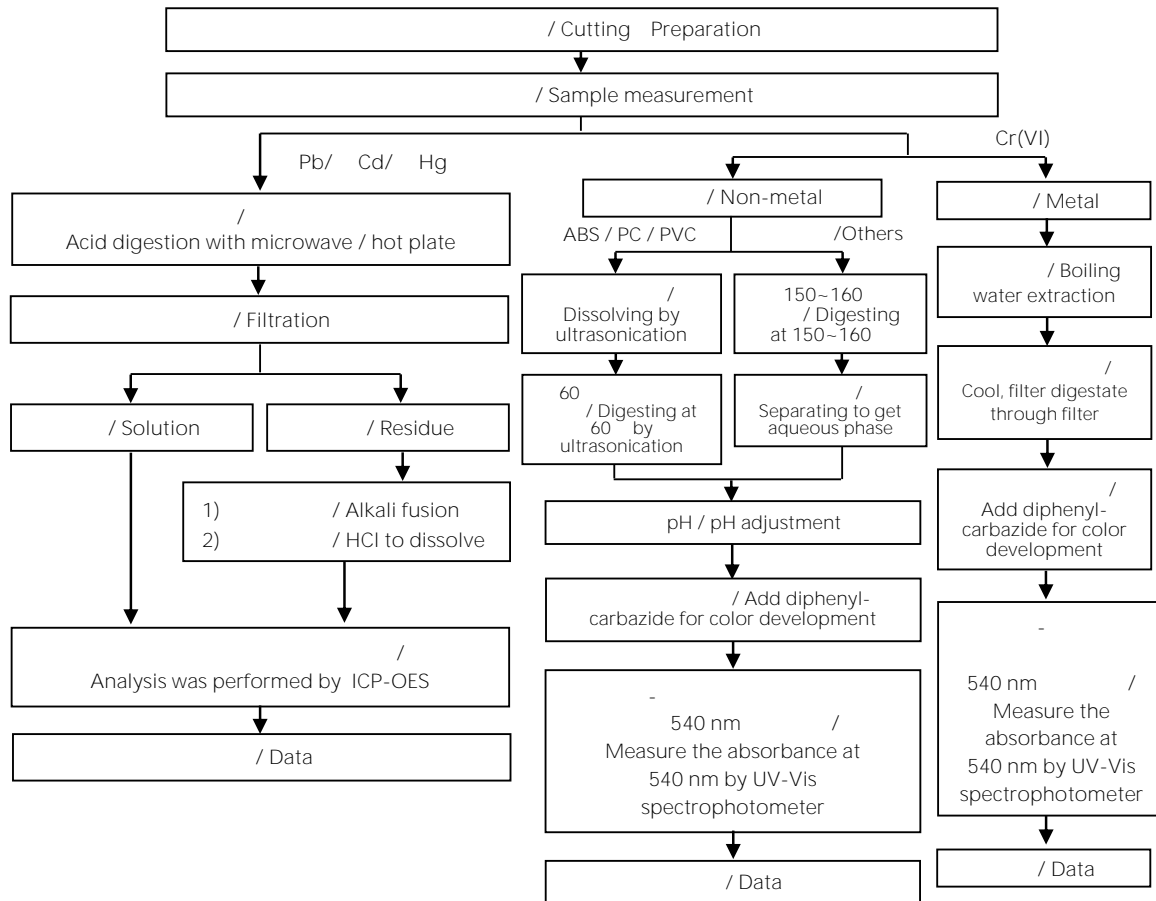 / Cutting Preparation
/ Sample measurement
Pb/ Cd/ Hg
Cr(VI)
/
Acid digestion with microwave / hot plate
/ Filtration
/ Solution
/ Residue
1) / Alkali fusion
2) / HCl to dissolve
/
Analysis was performed by ICP-OES
/ Data
/ Non-metal
ABS / PC / PVC
/Others
/
Dissolving by
ultrasonication
60
/ Digesting at
60 by
ultrasonication
150~160
/ Digesting
at 150~160
/
Separating to get
aqueous phase
pH / pH adjustment
/ Add diphenyl-
carbazide for color development
-
540 nm /
Measure the absorbance at
540 nm by UV-Vis
spectrophotometer
/ Data
/ Metal
/ Boiling
water extraction
/
Cool, filter digestate
through filter
/
Add diphenyl-
carbazide for color
development
-
540 nm /
Measure the
absorbance at
540 nm by UV-Vis
spectrophotometer
/ Data